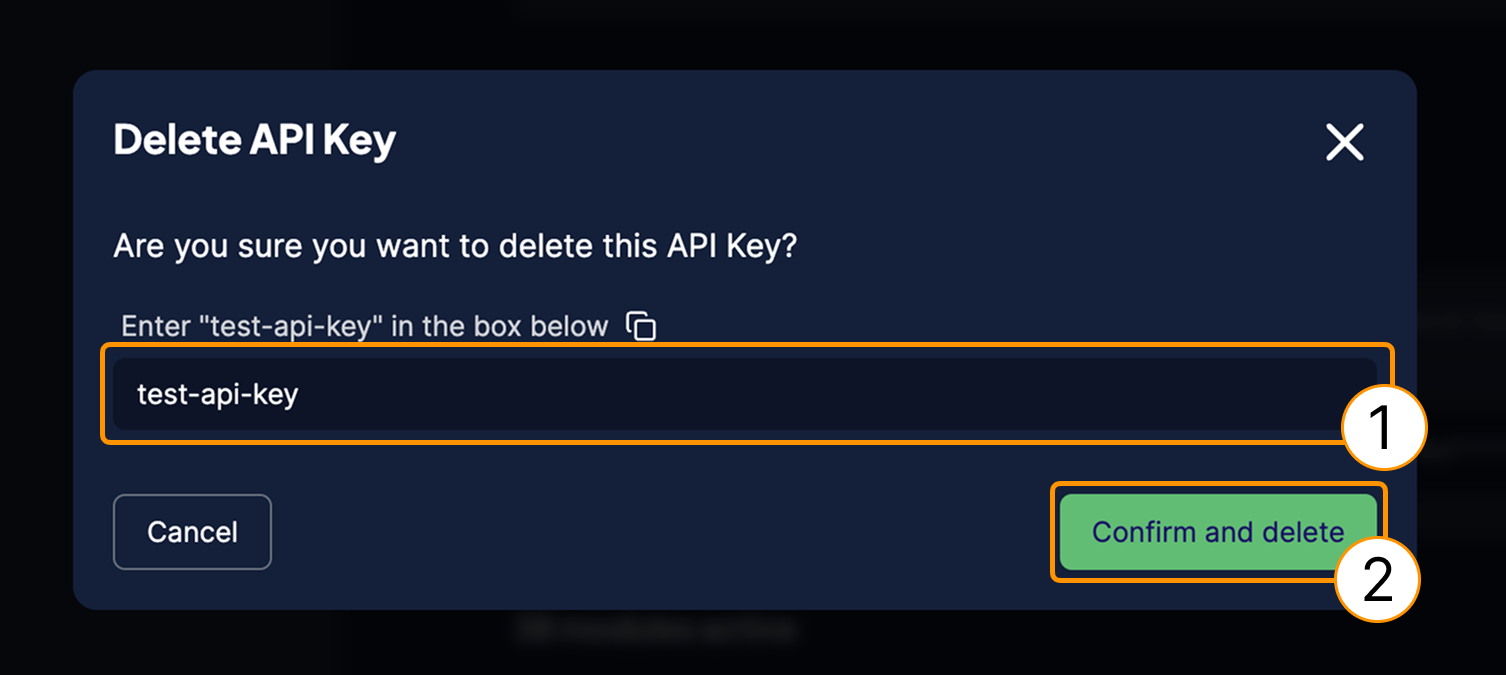 Delete API Key
Are you sure you want to delete this API Key?
Enter "test-api-key" in the box below
test-api-key
1
Cancel
Confirm and delete
2